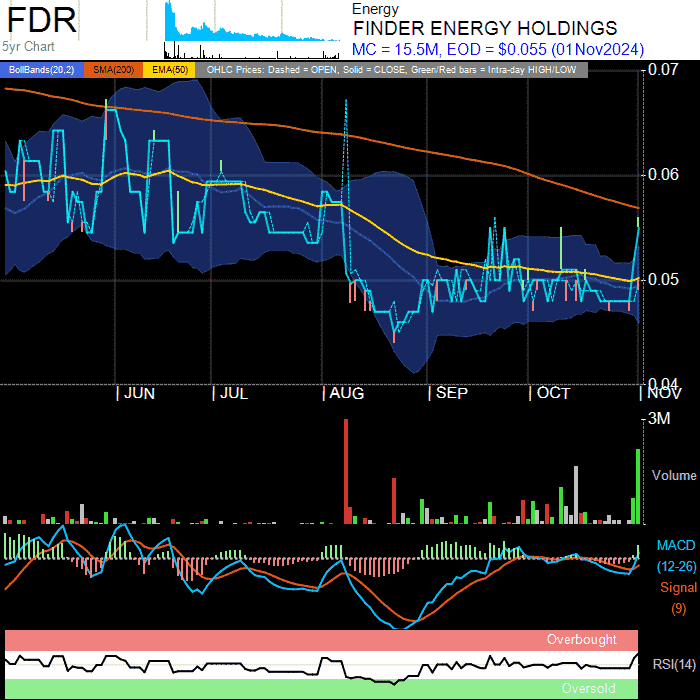 FDR
Energy
FINDER ENERGY HOLDINGS
5yr Chart
MC = 15.5M, EOD = $0.055 (01Nov2024)
BollBands(20,2) SMA(200) EMA(50) OHLC Prices: Dashed = OPEN, Solid = CLOSE, Green/Red bars = Intra-day HIGH/LOW
0.07
0.06
0.05
0.04
JUN JUL AUG SEP OCT NOV
3M
Volume
MACD
(12-26)
Signal
(9)
Overbought
RSI(14)
Oversold